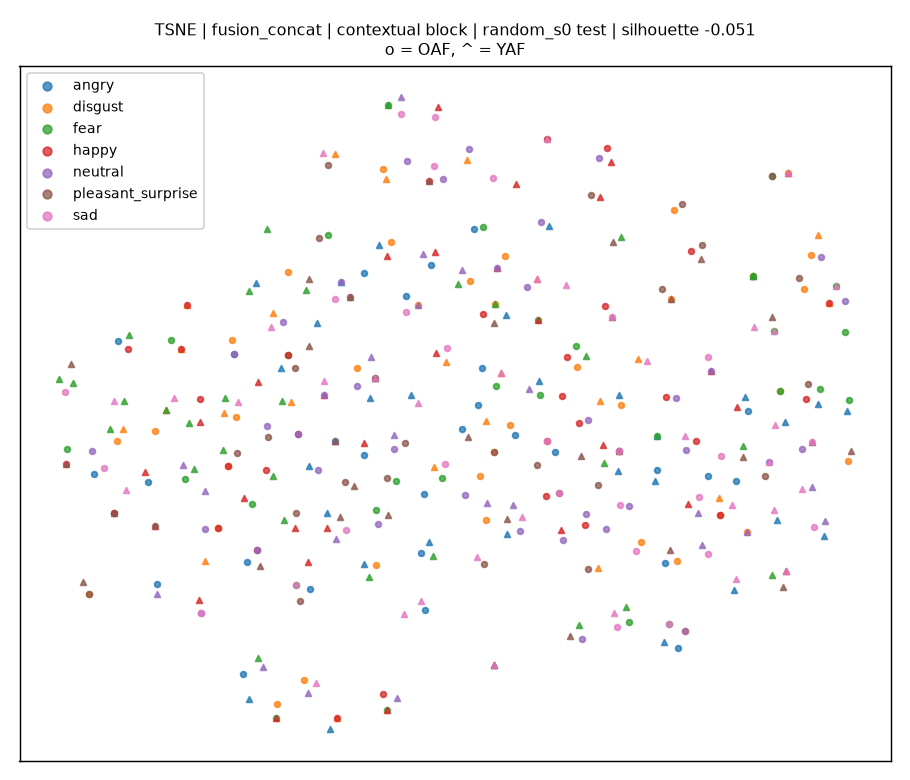 TSNE | fusion_concat | contextual block | random_s0 test | silhouette -0.051
o = OAF, ^ = YAF
angry
disgust
fear
happy
neutral
pleasant_surprise
sad